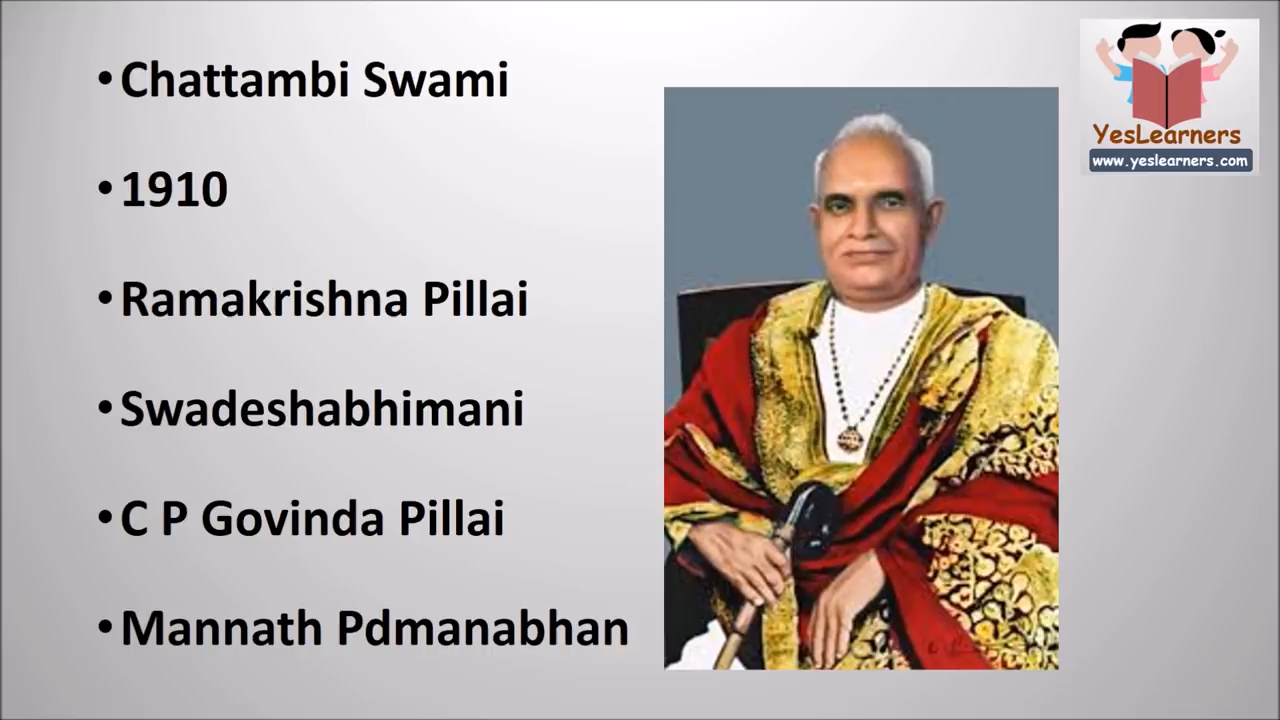 • Chattambi Swami
• 1910
• Ramakrishna Pillai
• Swadeshabhimani
• C P Govinda Pillai
• Mannath Pdmanabhan
YesLearners
www.yeslearners.com